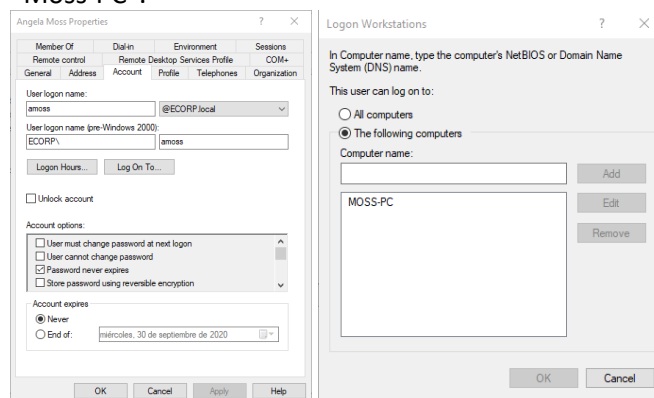 Moss-PC".
Angela Moss Properties ? ×
Member Of Dial-in Environment Sessions
Remote control Remote Desktop Services Profile COM+
General Address Account Profile Telephones Organization
User logon name:
amoss @ECORP.local
User logon name (pre-Windows 2000):
ECORP\ amoss
Logon Hours... Log On To...
Unlock account
Account options:
User must change password at next logon
User cannot change password
Password never expires
Store password using reversible encryption
Account expires
Never
End of: miércoles, 30 de septiembre de 2020
OK Cancel Apply Help
Logon Workstations ? ×
In Computer name, type the computer's NetBIOS or Domain Name
System (DNS) name.
This user can log on to:
All computers
The following computers
Computer name:
Add
MOSS-PC
Edit
Remove
OK Cancel